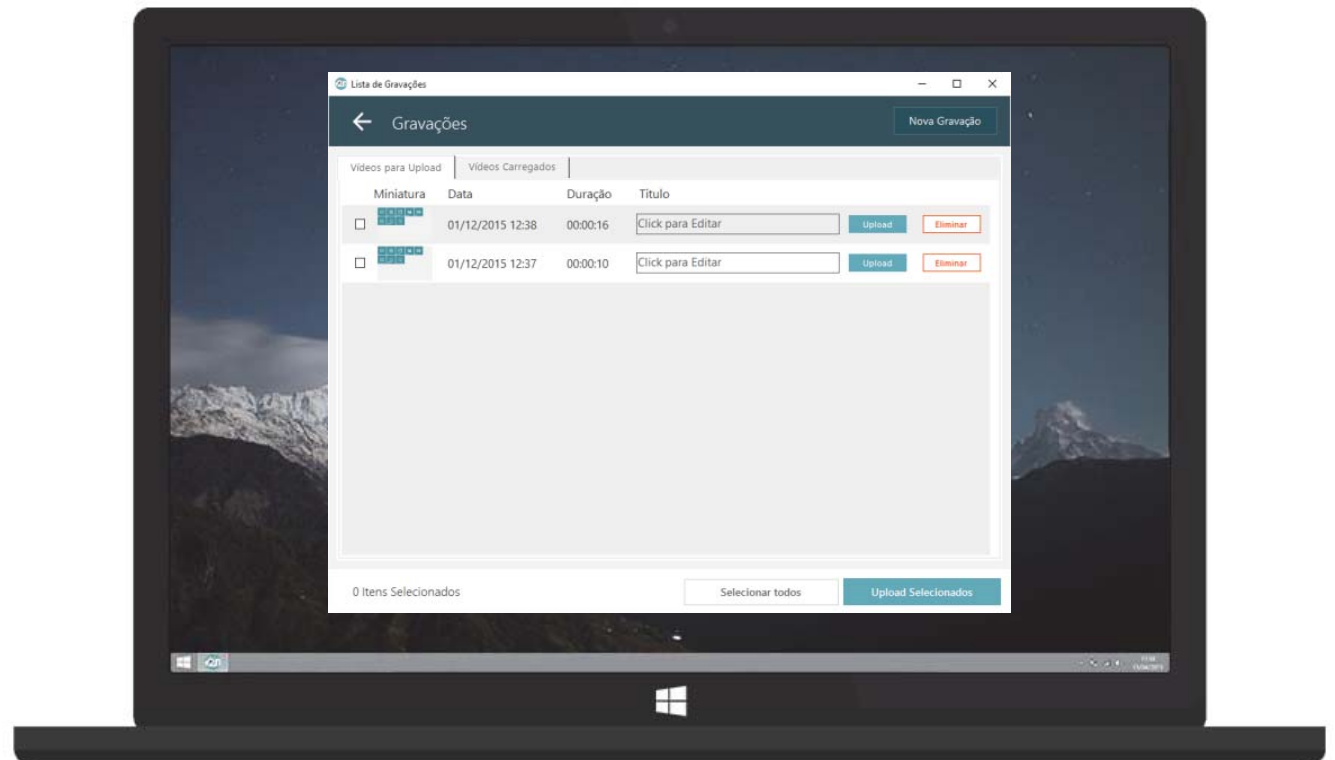 Lista de Gravações
Gravações
Nova Gravação
Vídeos para Upload
Vídeos Carregados
Miniatura Data Duração Titulo
01/12/2015 12:38 00:00:16 Click para Editar Upload Eliminar
01/12/2015 12:37 00:00:10 Click para Editar Upload Eliminar
0 Itens Selecionados Selecionar todos Upload Selecionados